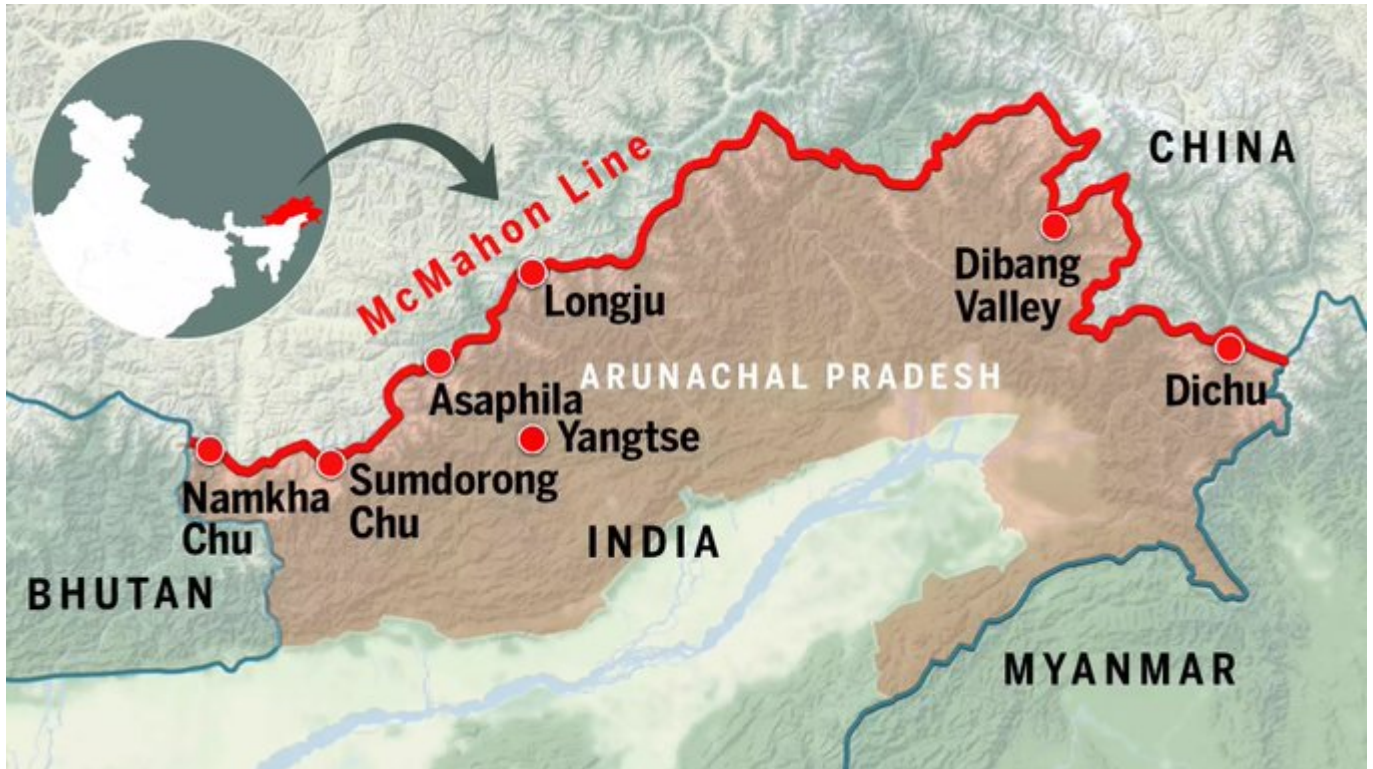 CHINA
McMahon Line
Dibang
Valley
Longju
ARUNACHAL PRADESH
Dichu
Asaphila
Yangtse
Namkha
Chu
Sumdorong
Chu
INDIA
BHUTAN
MYANMAR